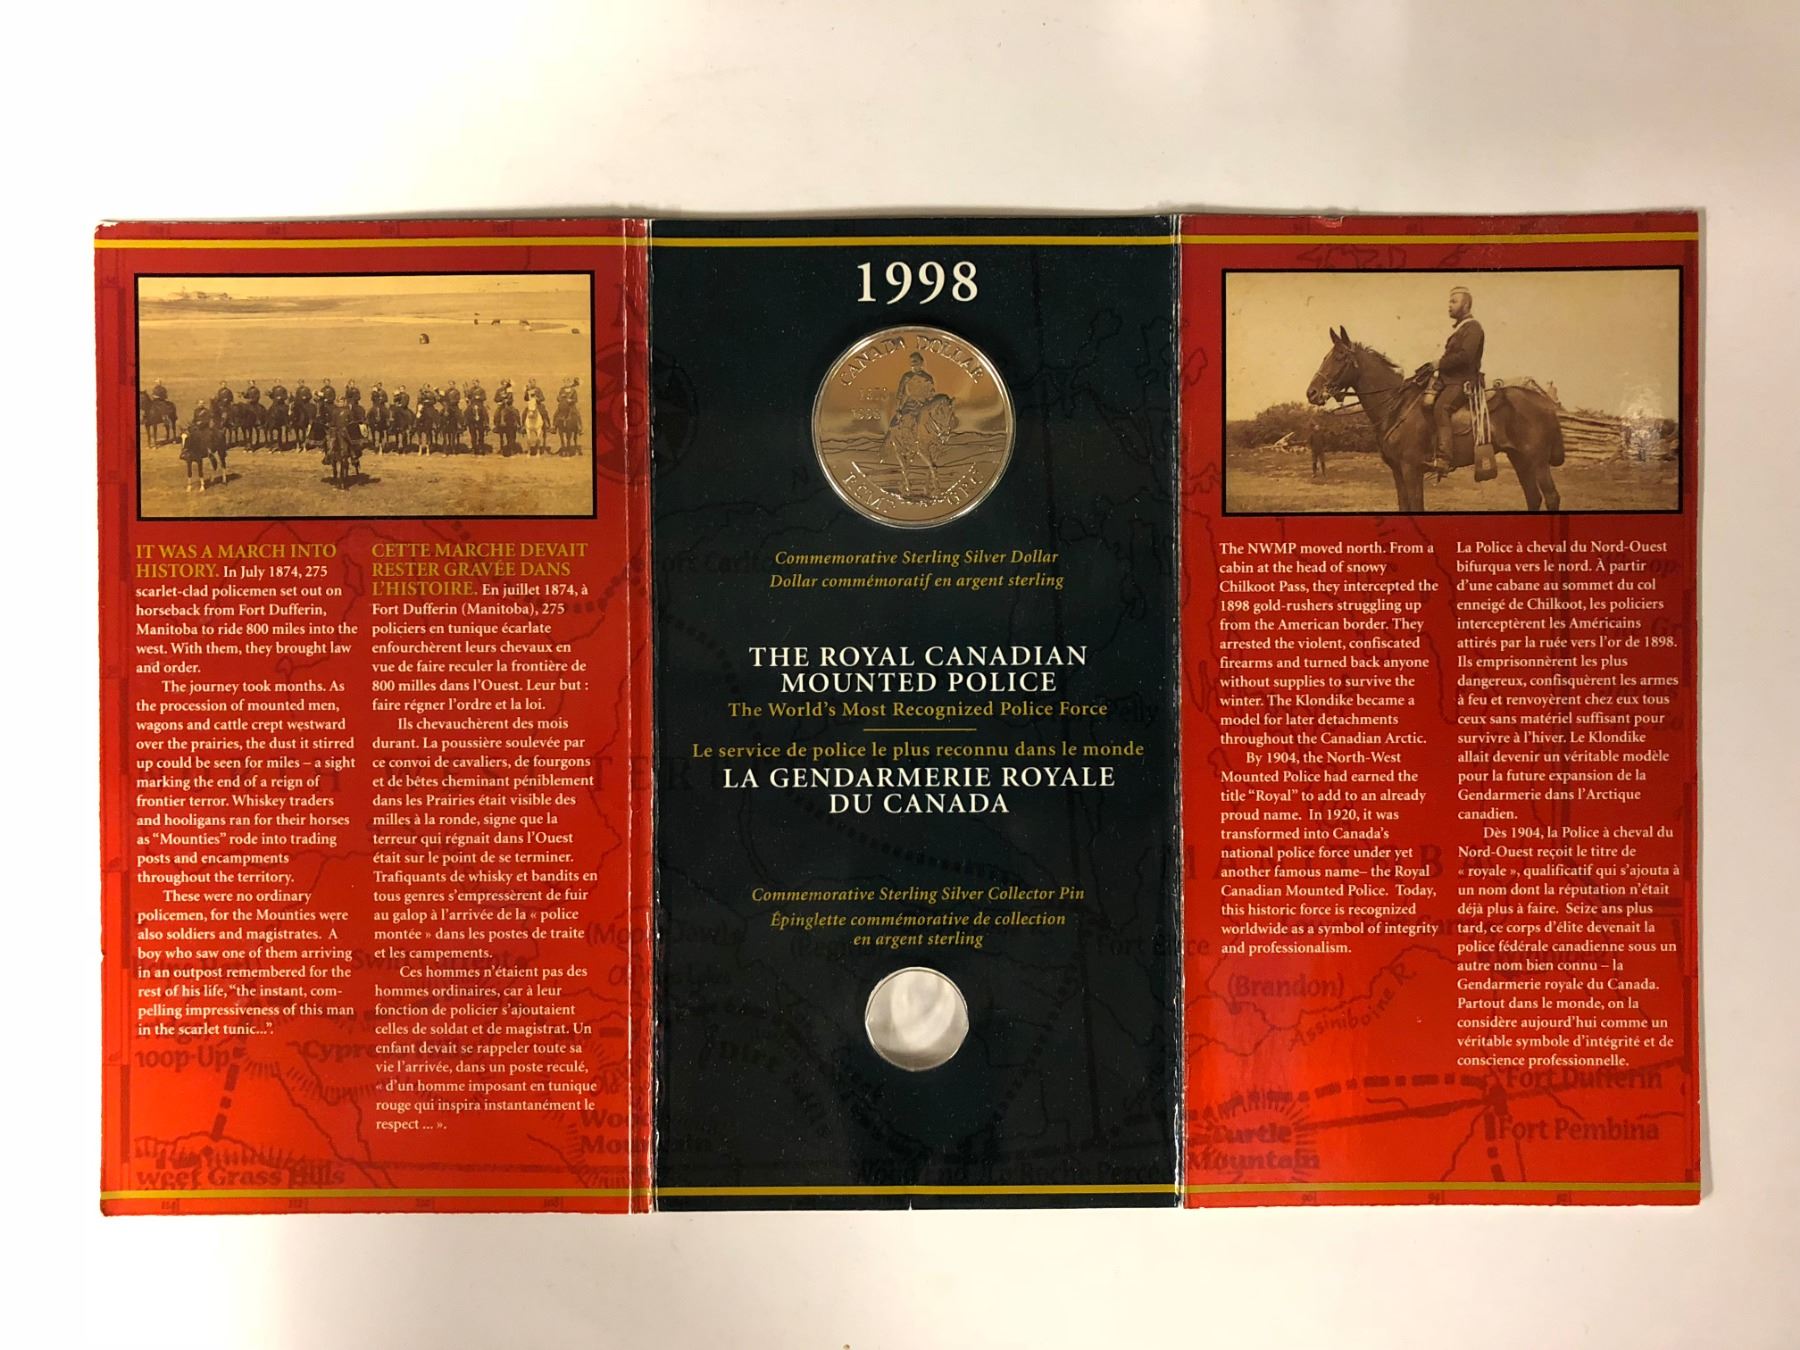 IT WAS A MARCH INTO
HISTORY. In July 1874, 275
scarlet-clad policemen set out on
horseback from Fort Dufferin,
Manitoba to ride 800 miles into the
west. With them, they brought law
and order.
The journey took months. As
the procession of mounted men,
wagons and cattle crept westward
over the prairies, the dust it stirred
up could be seen for miles – a sight
marking the end of a reign of
frontier terror. Whiskey traders
and hooligans ran for their horses
as “Mounties” rode into trading
posts and encampments
throughout the territory.
These were no ordinary
policemen, for the Mounties were
also soldiers and magistrates. A
boy who saw one of them arriving
in an outpost remembered for the
rest of his life, “the instant, com-
pelling impressiveness of this man
in the scarlet tunic...”.
CETTE MARCHE DEVAIT
RESTER GRAVÉE DANS
L’HISTOIRE. En juillet 1874, à
Fort Dufferin (Manitoba), 275
policiers en tunique écarlate
enfourchèrent leurs chevaux en
vue de faire reculer la frontière de
800 milles dans l’Ouest. Leur but :
faire régner l’ordre et la loi.
Ils chevauchèrent des mois
durant. La poussière soulevée par
ce convoi de cavaliers, de fourgons
et de bêtes cheminant péniblement
dans les Prairies était visible des
milles à la ronde, signe que la
terreur qui régnait dans l’Ouest
était sur le point de se terminer.
Trafiquants de whisky et bandits en
tous genres s’empressèrent de fuir
au galop à l’arrivée de la « police
montée » dans les postes de traite
et les campements.
Ces hommes n’étaient pas des
hommes ordinaires, car à leur
fonction de policier s’ajoutaient
celles de soldat et de magistrat. Un
enfant devait se rappeler toute sa
vie l’arrivée, dans un poste reculé,
« d’un homme imposant en tunique
rouge qui inspira instantanément le
respect ... ».
1998
CANADA DOLLAR
1873
1998
R.C.M.P. G.R.C.
Commemorative Sterling Silver Dollar
Dollar commémoratif en argent sterling
THE ROYAL CANADIAN
MOUNTED POLICE
The World’s Most Recognized Police Force
Le service de police le plus reconnu dans le monde
LA GENDARMERIE ROYALE
DU CANADA
Commemorative Sterling Silver Collector Pin
Épinglette commémorative de collection
en argent sterling
The NWMP moved north. From a
cabin at the head of snowy
Chilkoot Pass, they intercepted the
1898 gold-rushers struggling up
from the American border. They
arrested the violent, confiscated
firearms and turned back anyone
without supplies to survive the
winter. The Klondike became a
model for later detachments
throughout the Canadian Arctic.
By 1904, the North-West
Mounted Police had earned the
title “Royal” to add to an already
proud name. In 1920, it was
transformed into Canada’s
national police force under yet
another famous name– the Royal
Canadian Mounted Police. Today,
this historic force is recognized
worldwide as a symbol of integrity
and professionalism.
La Police à cheval du Nord-Ouest
bifurqua vers le nord. À partir
d’une cabane au sommet du col
enneigé de Chilkoot, les policiers
interceptèrent les Américains
attirés par la ruée vers l’or de 1898.
Ils emprisonnèrent les plus
dangereux, confisquèrent les armes
à feu et renvoyèrent chez eux tous
ceux sans matériel suffisant pour
survivre à l’hiver. Le Klondike
allait devenir un véritable modèle
pour la future expansion de la
Gendarmerie dans l’Arctique
canadien.
Dès 1904, la Police à cheval du
Nord-Ouest reçoit le titre de
« royale », qualificatif qui s’ajouta à
un nom dont la réputation n’était
déjà plus à faire. Seize ans plus
tard, ce corps d’élite devenait la
police fédérale canadienne sous un
autre nom bien connu – la
Gendarmerie royale du Canada.
Partout dans le monde, on la
considère aujourd’hui comme un
véritable symbole d’intégrité et de
conscience professionnelle.
oop-Up
Sweet Grass Hills
(Brandon)
Assiniboine R.
Fort Dufferin
Fort Pembina
Turtle
Mountain